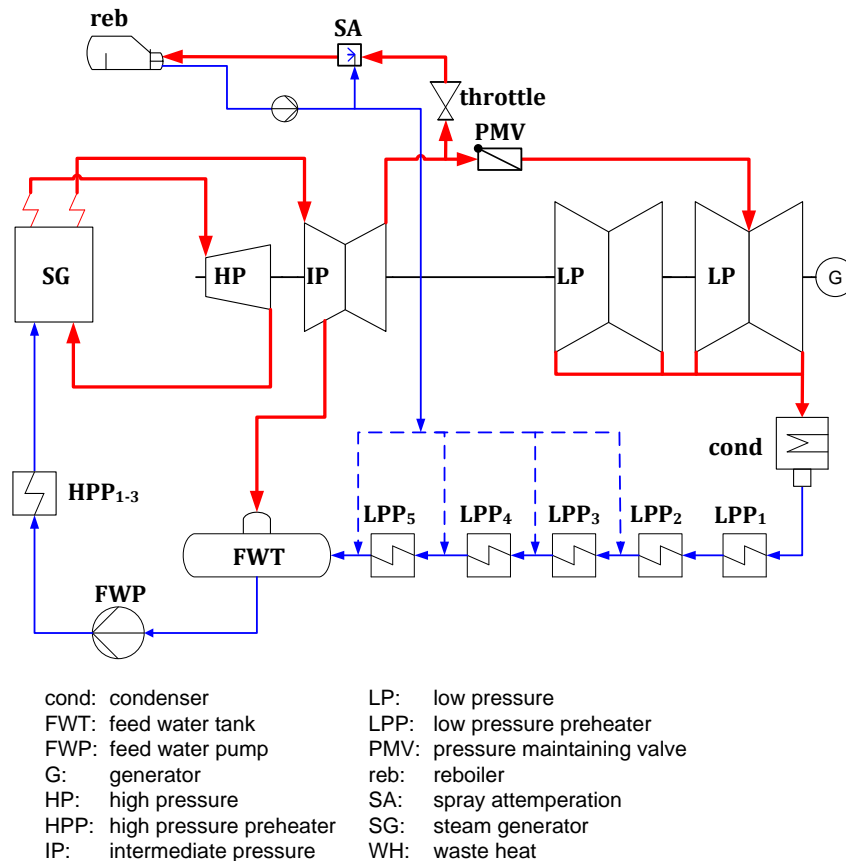 reb
SA
throttle
PMV
SG
HP
IP
LP
LP
G
cond
HPP1-3
LPP5
LPP4
LPP3
LPP2
LPP1
FWT
FWP
cond: condenser
FWT: feed water tank
FWP: feed water pump
G: generator
HP: high pressure
HPP: high pressure preheater
IP: intermediate pressure
LP: low pressure
LPP: low pressure preheater
PMV: pressure maintaining valve
reb: reboiler
SA: spray attemperation
SG: steam generator
WH: waste heat